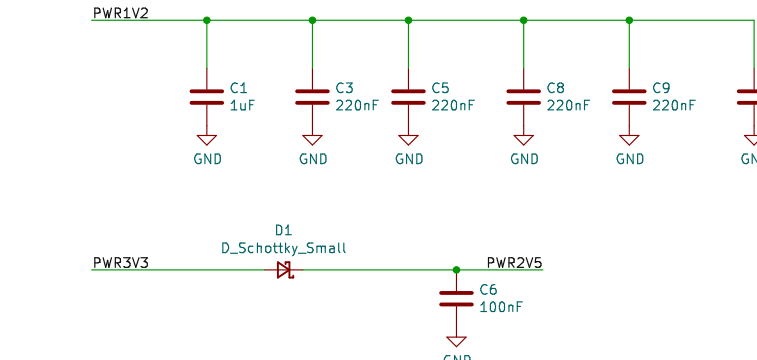 PWR1V2
C1 C3 C5 C8 C9
1uF 220nF 220nF 220nF 220nF
GND GND GND GND GND
D1
D_Schottky_Small
PWR3V3 PWR2V5
C6
100nF